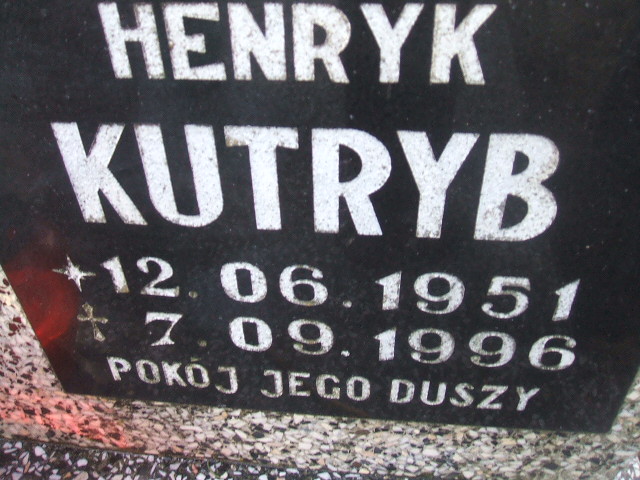 HENRYK
KUTRYB
12.06.1951
7.09.1996
POKÓJ JEGO DUSZY